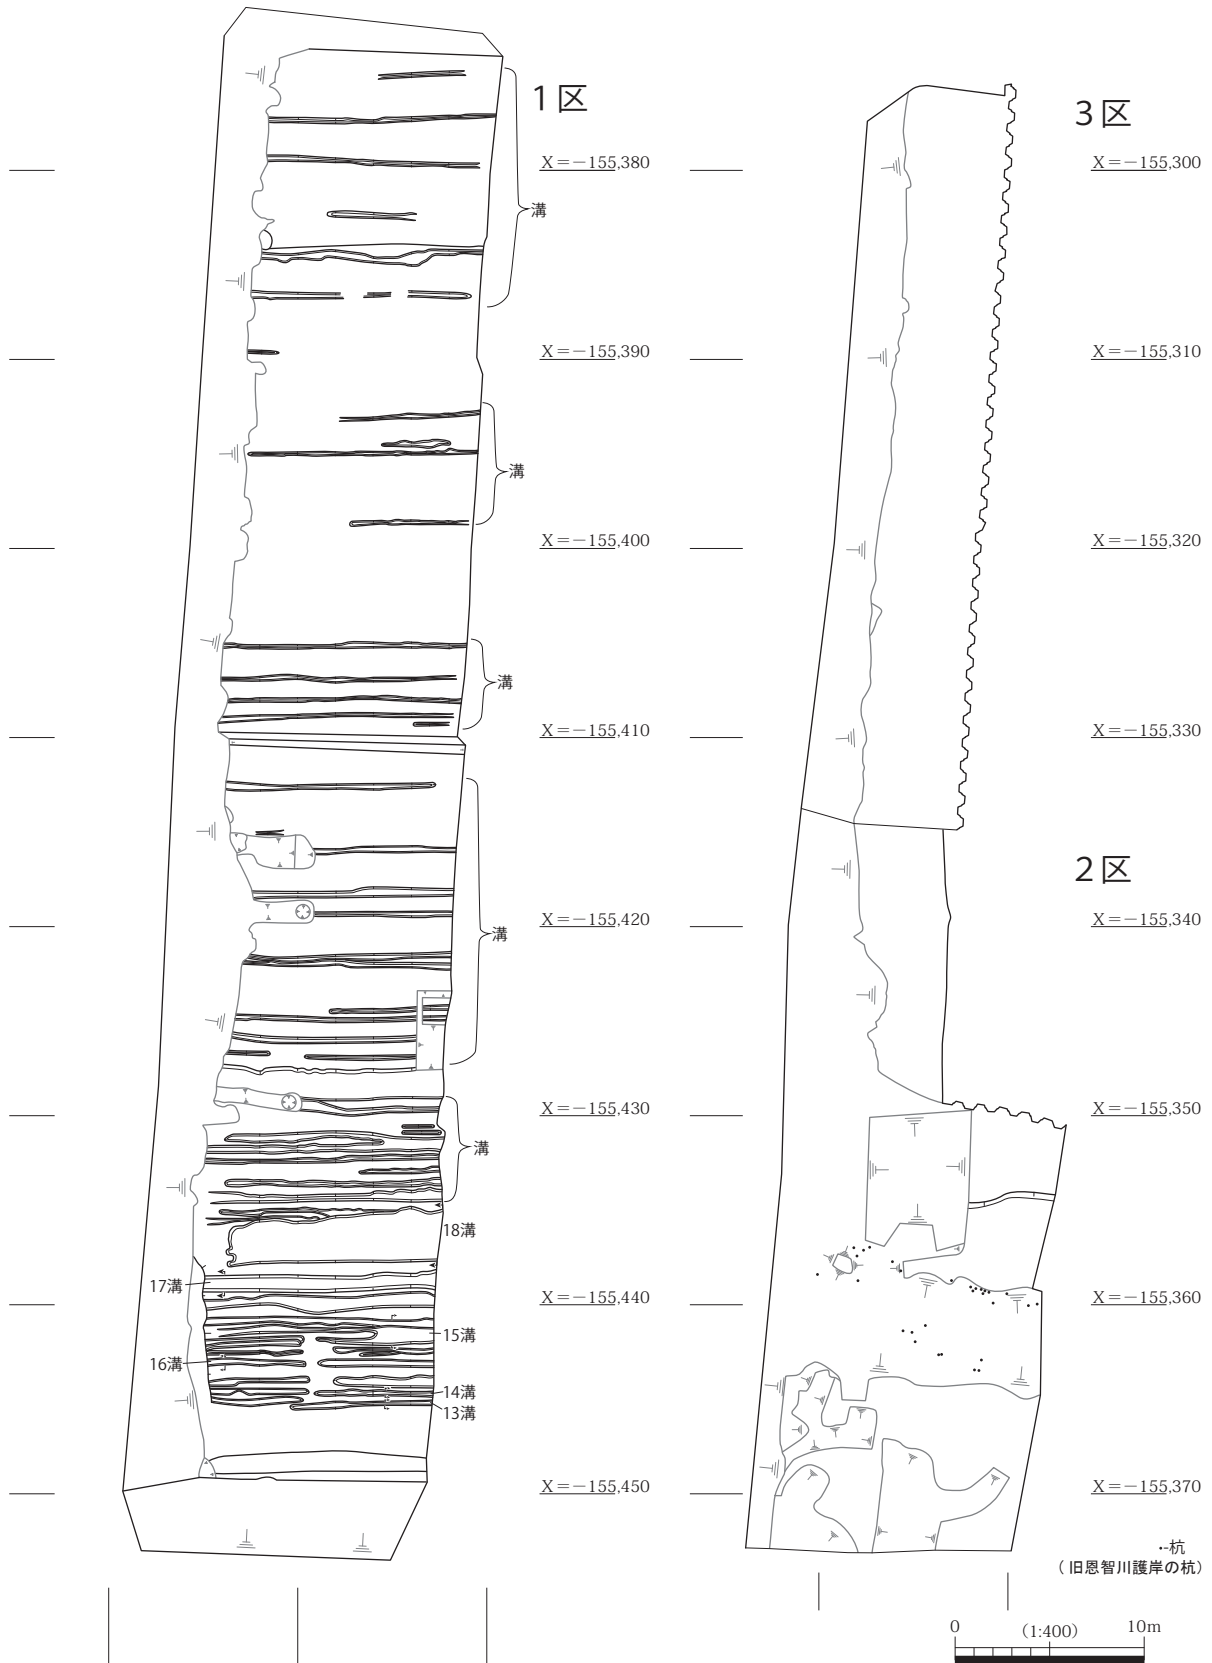 1区
X=-155,380
溝
X=-155,390
溝
X=-155,400
溝
X=-155,410
X=-155,420
溝
X=-155,430
溝
18溝
17溝
X=-155,440
15溝
16溝
14溝
13溝
X=-155,450
3区
X=-155,300
X=-155,310
X=-155,320
X=-155,330
2区
X=-155,340
X=-155,350
X=-155,360
X=-155,370
•-杭
(旧恩智川護岸の杭)
0 (1:400) 10m